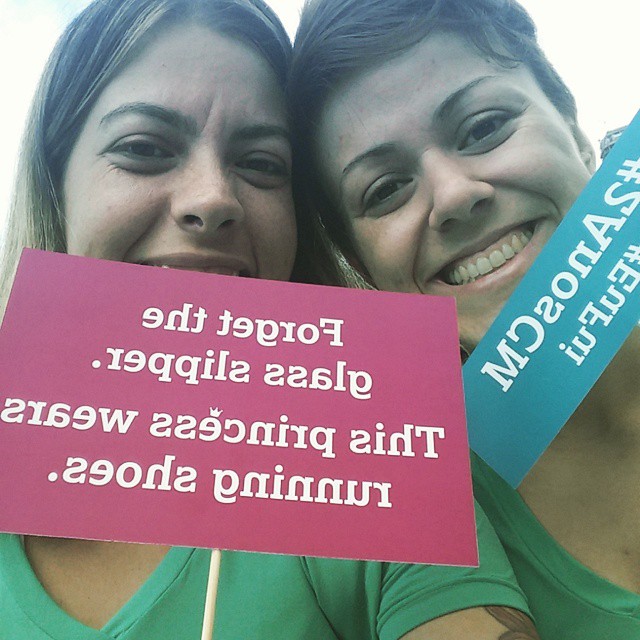 Forget the
glass slipper.
This princess wears
running shoes.
#2AnosCM
#EuFui